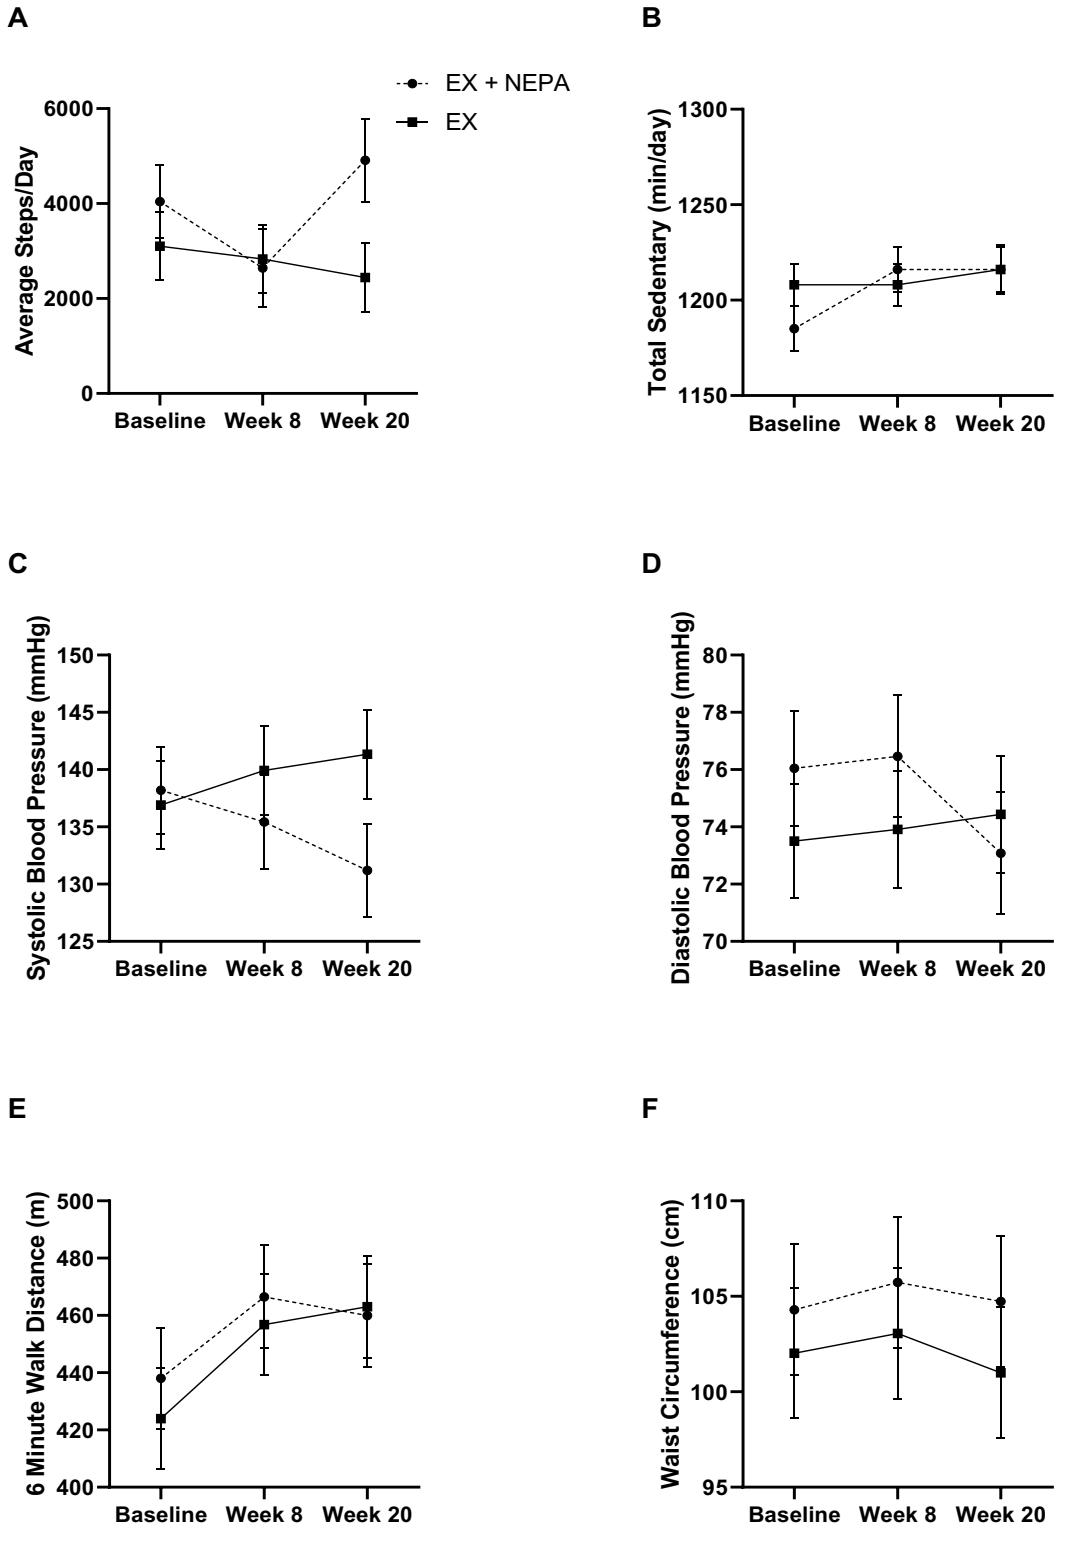 A
EX + NEPA
EX
Average Steps/Day
6000
4000
2000
0
Baseline Week 8 Week 20
B
Total Sedentary (min/day)
1300
1250
1200
1150
Baseline Week 8 Week 20
C
Systolic Blood Pressure (mmHg)
150
145
140
135
130
125
Baseline Week 8 Week 20
D
Diastolic Blood Pressure (mmHg)
80
78
76
74
72
70
Baseline Week 8 Week 20
E
6 Minute Walk Distance (m)
500
480
460
440
420
400
Baseline Week 8 Week 20
F
Waist Circumference (cm)
110
105
100
95
Baseline Week 8 Week 20